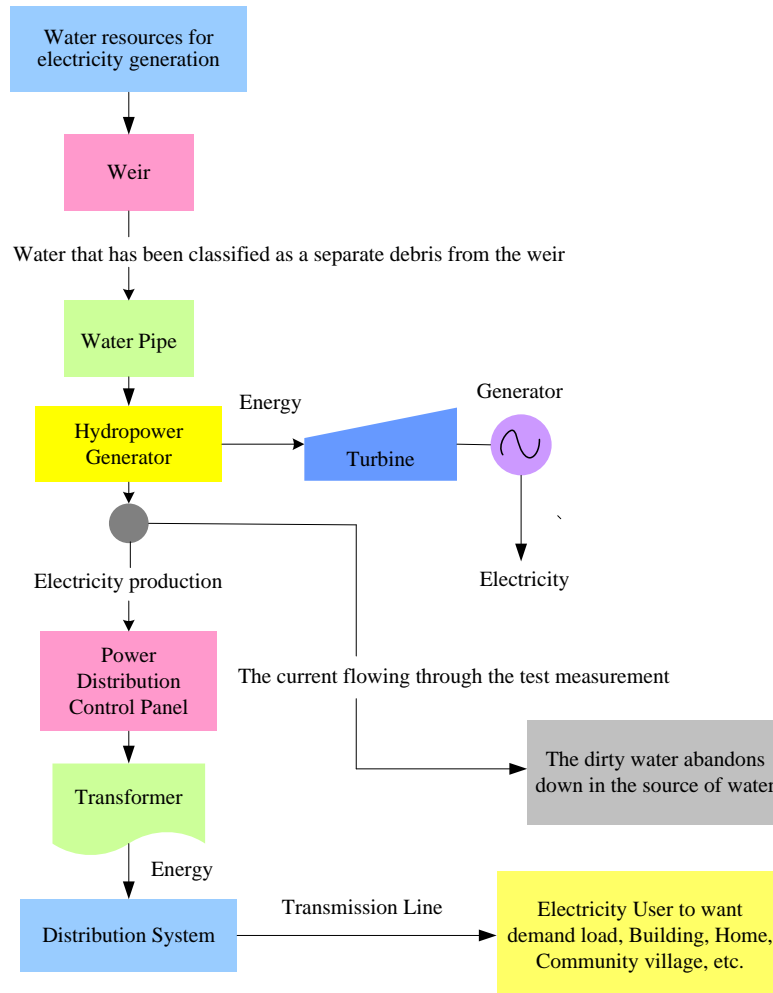 Water resources for
electricity generation
Weir
Water that has been classified as a separate debris from the weir
Water Pipe
Hydropower
Generator
Energy
Turbine
Generator
Electricity
Electricity production
Power
Distribution
Control Panel
The current flowing through the test measurement
The dirty water abandons
down in the source of water
Transformer
Energy
Distribution System
Transmission Line
Electricity User to want
demand load, Building, Home,
Community village, etc.